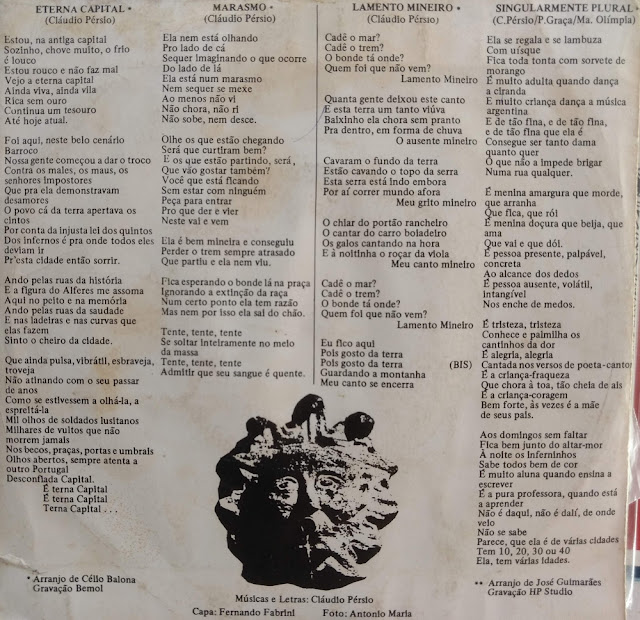 ETERNA CAPITAL *
(Cláudio Pérsio)
Estou, na antiga capital
Sozinho, chove muito, o frio
é louco
Estou rouco e não faz mal
Vejo a eterna capital
Ainda viva, ainda vila
Rica sem ouro
Continua um tesouro
Até hoje atual.
Foi aqui, neste belo cenário
Barroco
Nossa gente começou a dar o troco
Contra os males, os maus, os
senhores impostores
Que pra ela demonstravam
desamores
O povo cá da terra apertava os
cintos
Por conta da injusta lei dos quintos
Dos infernos é pra onde todos eles
deviam ir
Pr'esta cidade então sorrir.
Ando pelas ruas da história
E a figura do Alferes me assoma
Aqui no peito e na memória
Ando pelas ruas da saudade
E nas ladeiras e nas curvas que
elas fazem
Sinto o cheiro da cidade.
Que ainda pulsa, vibrátil, esbraveja,
troveja
Não atinando com o seu passar
de anos
Como se estivessem a olhá-la, a
espreitá-la
Mil olhos de soldados lusitanos
Milhares de vultos que não
morrem jamais
Nos becos, praças, portas e umbrais
Olhos abertos, sempre atenta a
outro Portugal
Desconfiada Capital.
É terna Capital
É terna Capital
Terna Capital . . .
* Arranjo de Célio Balona
Gravação Bemol
MARASMO *
(Cláudio Pérsio)
Ela nem está olhando
Pro lado de cá
Sequer imaginando o que ocorre
Do lado de lá
Ela está num marasmo
Nem sequer se mexe
Ao menos não vi
Não chora, não ri
Não sobe, nem desce.
Olhe os que estão chegando
Será que curtiram bem?
E os que estão partindo, será,
Que vão gostar também?
Você que está ficando
Sem estar com ninguém
Peça para entrar
Pro que der e vier
Neste vai e vem
Ela é bem mineira e conseguiu
Perder o trem sempre atrasado
Que partiu e ela nem viu.
Fica esperando o bonde lá na praça
Ignorando a extinção da raça
Num certo ponto ela tem razão
Mas nem por isso ela sai do chão.
Tente, tente, tente
Se soltar inteiramente no meio
da massa
Tente, tente, tente
Admitir que seu sangue é quente.
LAMENTO MINEIRO *
(Cláudio Pérsio)
Cadê o mar?
Cadê o trem?
O bonde tá onde?
Quem foi que não vem?
Lamento Mineiro
Quanta gente deixou este canto
E esta terra um tanto viúva
Baixinho ela chora sem pranto
Pra dentro, em forma de chuva
O ausente mineiro
Cavaram o fundo da terra
Estão cavando o topo da serra
Esta serra está indo embora
Por aí correr mundo afora
Meu grito mineiro
O chiar do portão rancheiro
O cantar do carro boladeiro
Os galos cantando na hora
E à noitinha o roçar da viola
Meu canto mineiro
Cadê o mar?
Cadê o trem?
O bonde tá onde?
Quem foi que não vem?
Lamento Mineiro
Eu fico aqui
Pois gosto da terra
Pois gosto da terra (BIS)
Guardando a montanha
Meu canto se encerra
SINGULARMENTE PLURAL *
(C.Pérsio/P.Graça/Ma. Olímpia)
Ela se regala e se lambuza
Com uísque
Fica toda tonta com sorvete de
morango
É muito adulta quando dança
a ciranda
E muito criança dança a música
argentina
E de tão fina, e de tão fina,
e de tão fina que ela é
Consegue ser tanto dama
quanto quer
O que não a impede brigar
Numa rua qualquer.
É menina amargura que morde,
que arranha
Que fica, que rói
É menina doçura que beija, que
ama
Que vai e que dói.
É pessoa presente, palpável,
concreta
Ao alcance dos dedos
É pessoa ausente, volátil,
intangível
Nos enche de medos.
É tristeza, tristeza
Conhece e palmilha os
cantinhos da dor
É alegria, alegria
Cantada nos versos de poeta-cantor
É a criança-fraqueza
Que chora à toa, tão cheia de ais
E a criança-coragem
Bem forte, às vezes é a mãe
de seus pais.
Aos domingos sem faltar
Fica bem junto do altar-mor
À noite os inferninhos
Sabe todos bem de cor
É muito aluna quando ensina a
escrever
É a pura professora, quando está
a aprender
Não é daqui, não é dalí, de onde
veio
Não se sabe
Parece, que ela é de várias cidades
Tem 10, 20, 30 ou 40
Ela, tem várias idades.
** Arranjo de José Guimarães
Gravação HP Studio
Músicas e Letras: Cláudio Pérsio
Capa: Fernando Fabrini Foto: Antonio Maria